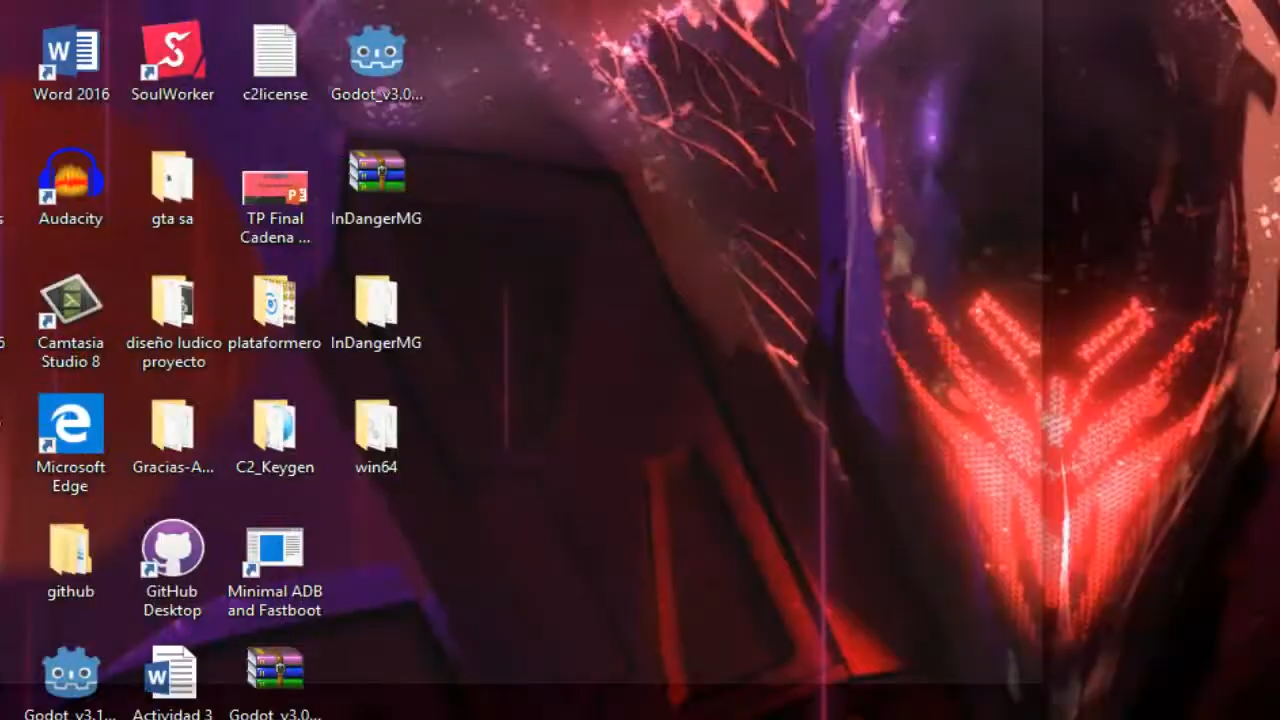 Word 2016
SoulWorker
c2license
Godot_v3.0...
Audacity
gta sa
TP Final
Cadena ...
InDangerMG
Camtasia
Studio 8
diseño ludico
proyecto
plataformero
InDangerMG
Microsoft
Edge
Gracias-A...
C2_Keygen
win64
github
GitHub
Desktop
Minimal ADB
and Fastboot
Godot_v3.1...
Actividad 3
Godot_v3.0...